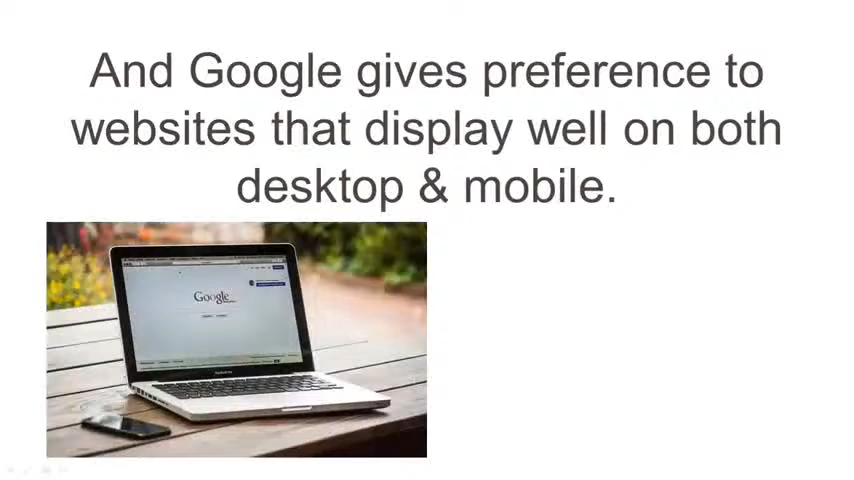 And Google gives preference to
websites that display well on both
desktop & mobile.
Google